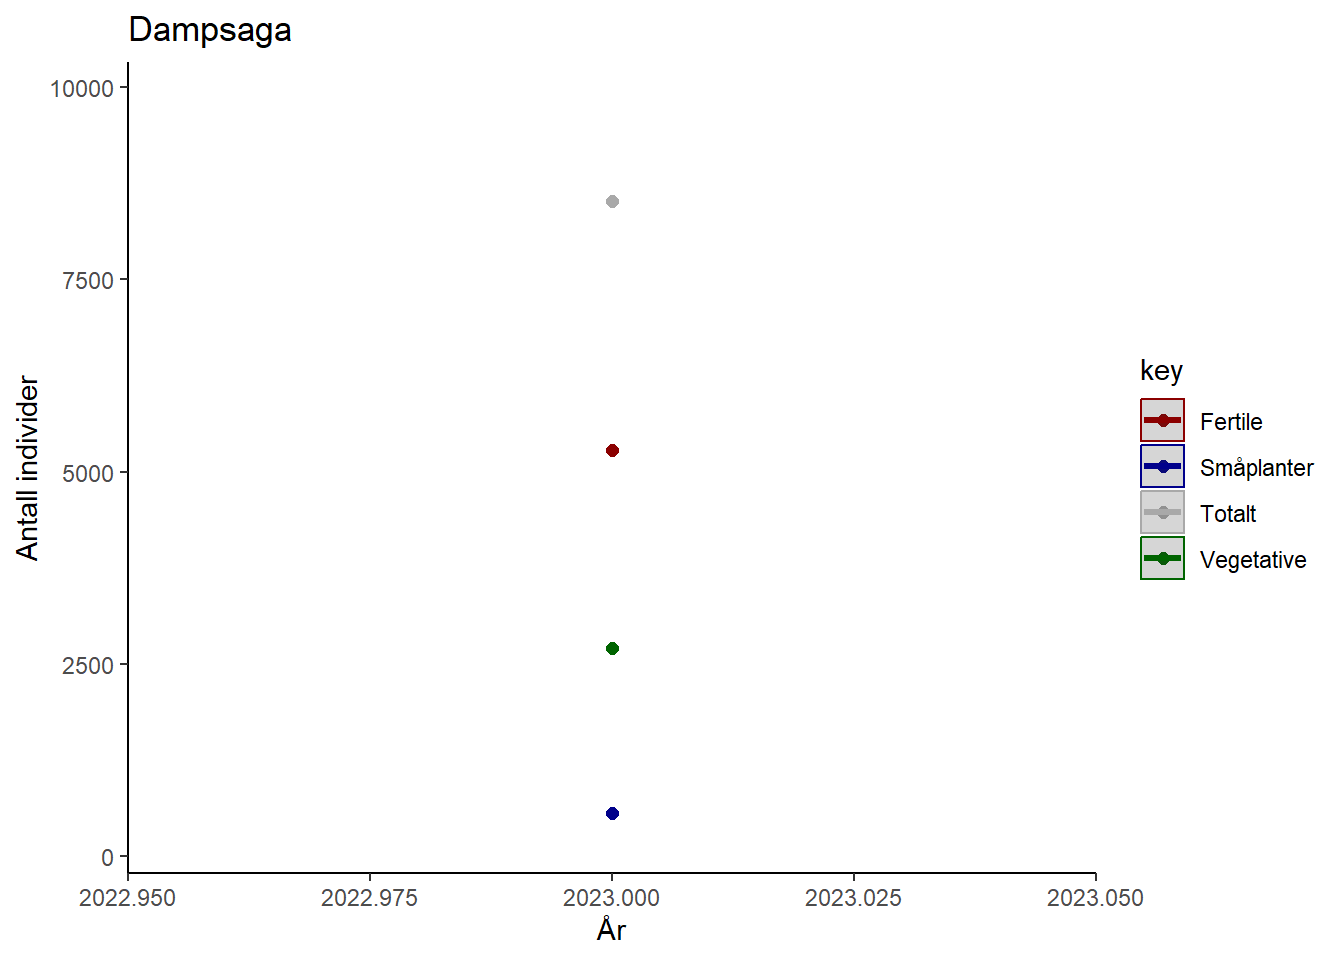 Dampsaga
10000
7500
5000
2500
0
Antall individer
2022.950
2022.975
2023.000
2023.025
2023.050
År
key
Fertile
Småplanter
Totalt
Vegetative